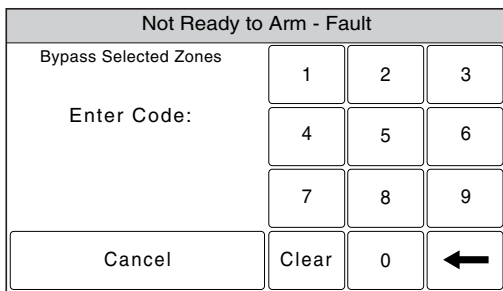 Not Ready to Arm - Fault
Bypass Selected Zones
Enter Code:
1 2 3
4 5 6
7 8 9
Cancel Clear 0